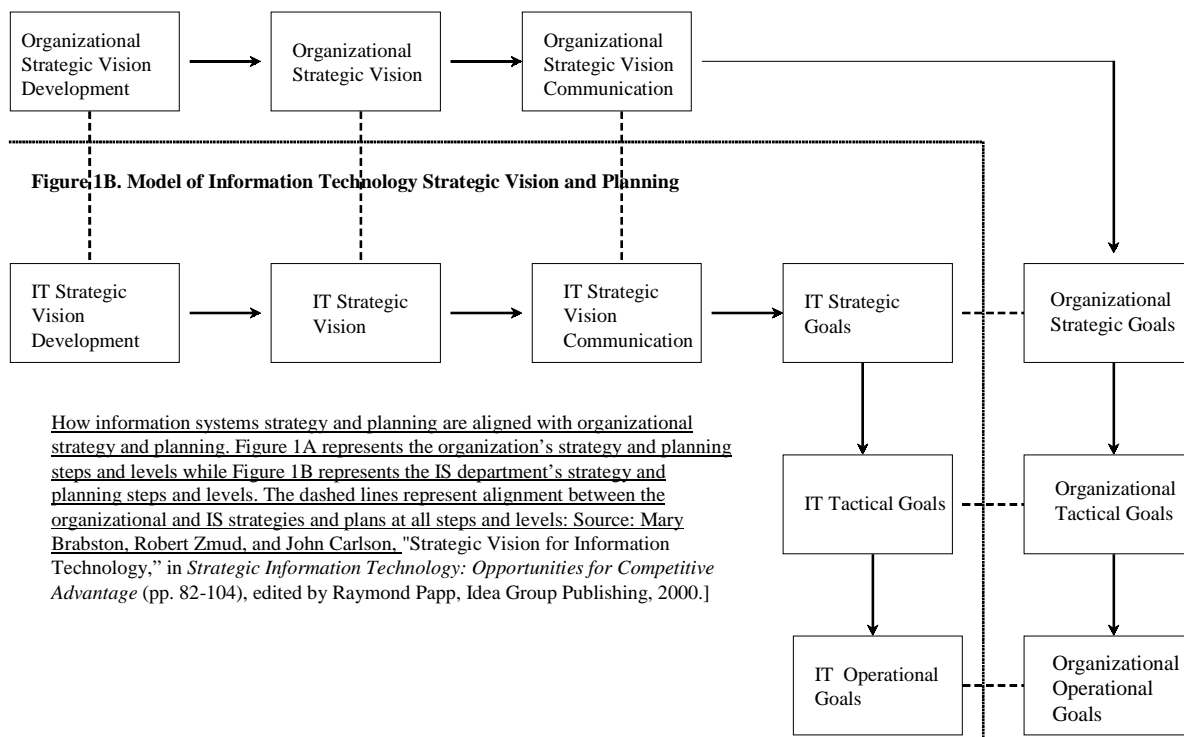 Organizational
Strategic Vision
Development
Organizational
Strategic Vision
Organizational
Strategic Vision
Communication
Figure 1B. Model of Information Technology Strategic Vision and Planning
IT Strategic
Vision
Development
IT Strategic
Vision
IT Strategic
Vision
Communication
IT Strategic
Goals
Organizational
Strategic Goals
How information systems strategy and planning are aligned with organizational
strategy and planning. Figure 1A represents the organization’s strategy and planning
steps and levels while Figure 1B represents the IS department’s strategy and
planning steps and levels. The dashed lines represent alignment between the
organizational and IS strategies and plans at all steps and levels: Source: Mary
Brabston, Robert Zmud, and John Carlson, "Strategic Vision for Information
Technology,” in Strategic Information Technology: Opportunities for Competitive
Advantage (pp. 82-104), edited by Raymond Papp, Idea Group Publishing, 2000.]
IT Tactical Goals
Organizational
Tactical Goals
IT Operational
Goals
Organizational
Operational
Goals